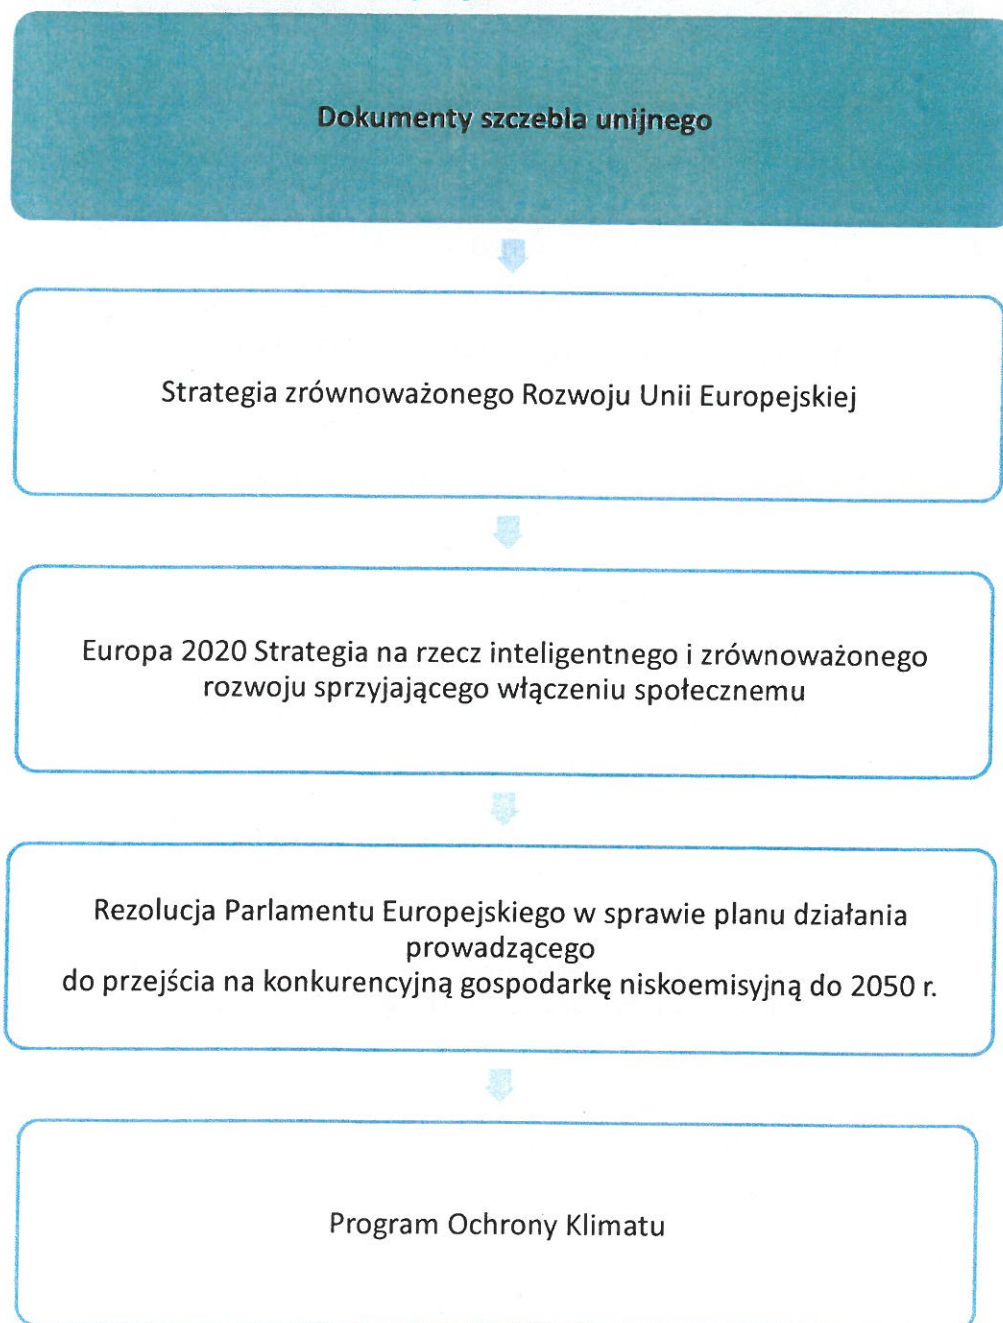 Dokumenty szczebla unijnego
Strategia zrównoważonego Rozwoju Unii Europejskiej
Europa 2020 Strategia na rzecz inteligentnego i zrównoważonego
rozwoju sprzyjającego włączeniu społecznemu
Rezolucja Parlamentu Europejskiego w sprawie planu działania
prowadzącego
do przejścia na konkurencyjną gospodarkę niskoemisyjną do 2050 r.
Program Ochrony Klimatu